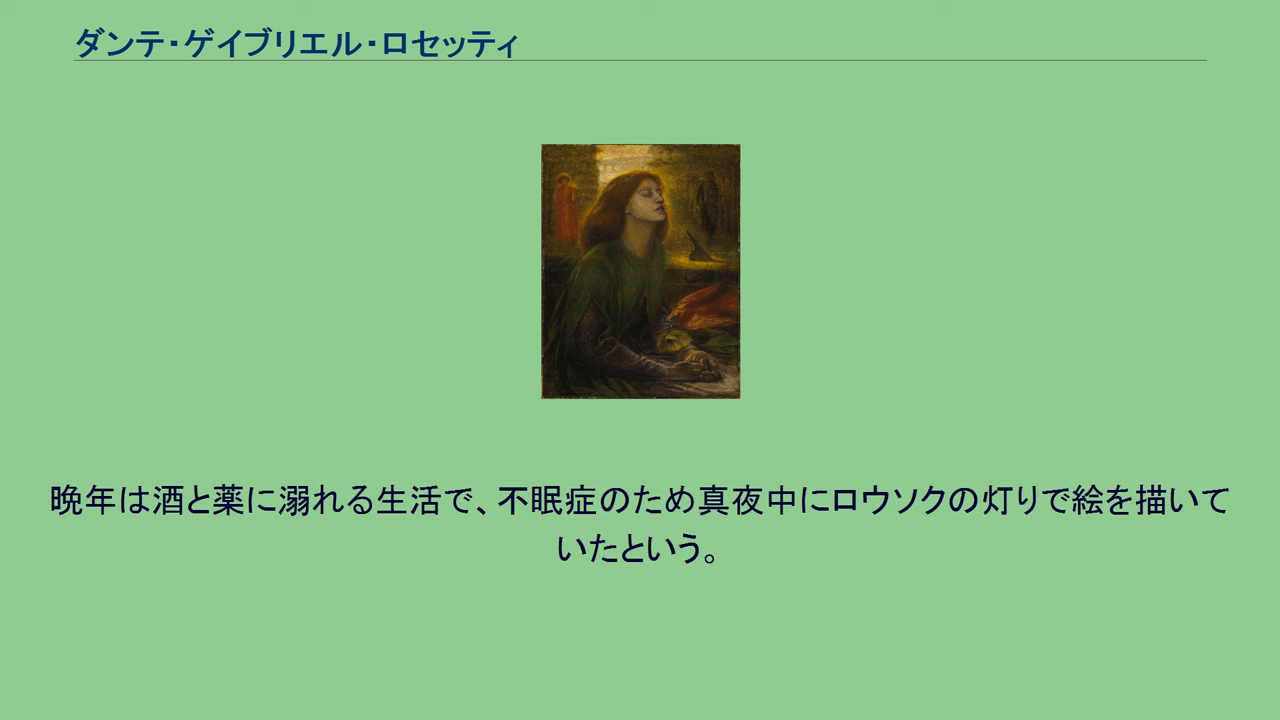 ダンテ・ゲイブリエル・ロセッティ
晩年は酒と薬に溺れる生活で、不眠症のため真夜中にロウソクの灯りで絵を描いて
いたという。